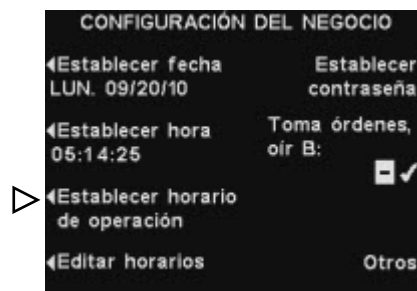 CONFIGURACIÓN DEL NEGOCIO
Establecer fecha
LUN. 09/20/10
Establecer
contraseña
Establecer hora
05:14:25
Toma órdenes,
oír B:
Establecer horario
de operación
Editar horarios
Otros